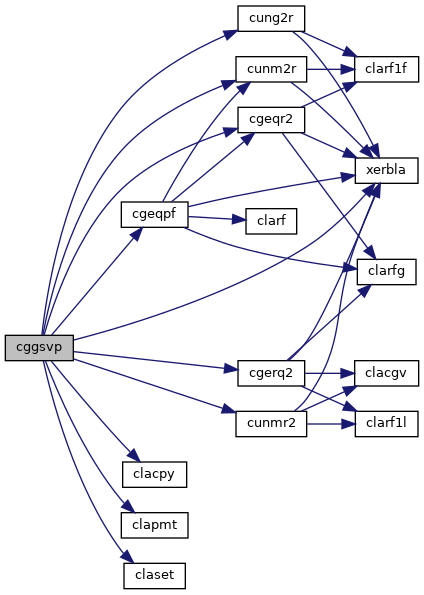 cung2r
cunm2r
clarf1f
cgeqr2
xerbla
cgeqpf
clarf
clarfg
cggsvp
cgerq2
clacgv
cunmr2
clarf1l
clacpy
clapmt
claset